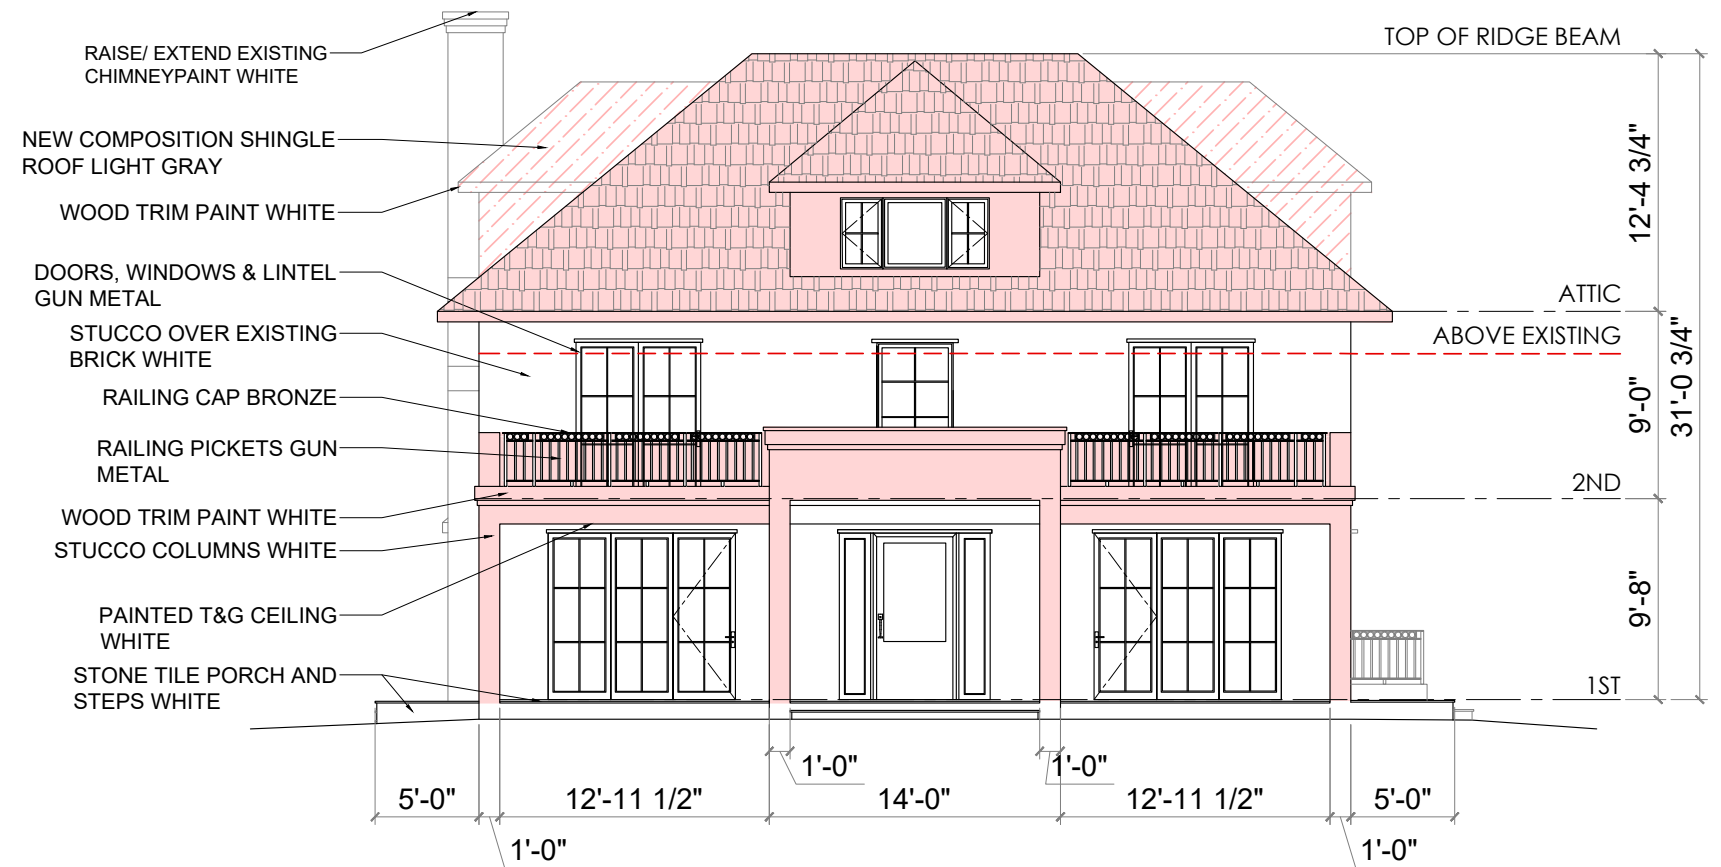 RAISE/ EXTEND EXISTING
CHIMNEYPAINT WHITE
NEW COMPOSITION SHINGLE
ROOF LIGHT GRAY
WOOD TRIM PAINT WHITE
DOORS, WINDOWS & LINTEL
GUN METAL
STUCCO OVER EXISTING
BRICK WHITE
RAILING CAP BRONZE
RAILING PICKETS GUN
METAL
WOOD TRIM PAINT WHITE
STUCCO COLUMNS WHITE
PAINTED T&G CEILING
WHITE
STONE TILE PORCH AND
STEPS WHITE
TOP OF RIDGE BEAM
ATTIC
ABOVE EXISTING
2ND
1ST
12'-4 3/4"
9'-0"
9'-8"
31'-0 3/4"
1'-0"
1'-0"
5'-0"
12'-11 1/2"
14'-0"
12'-11 1/2"
5'-0"
1'-0"
1'-0"